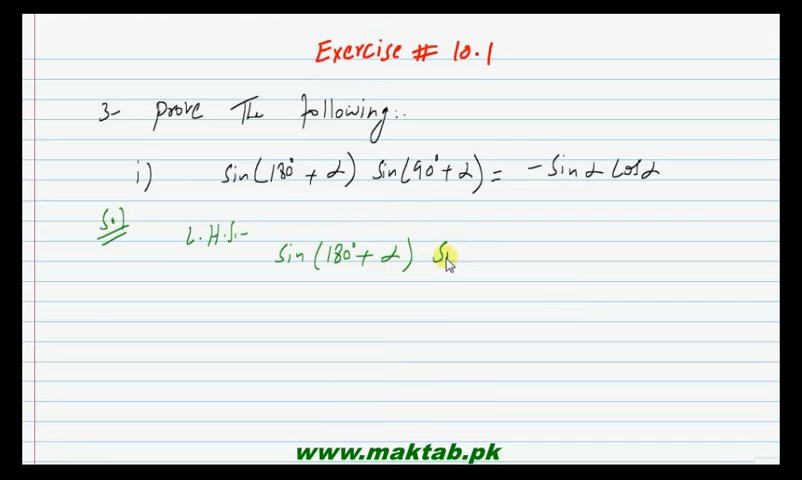 Exercise # 10.1
3- Prove The following:.
i) Sin(180° + α) Sin(90° + α) = - Sin α Cos α
Sol
L.H.S:-
Sin (180° + α) Si
www.maktab.pk